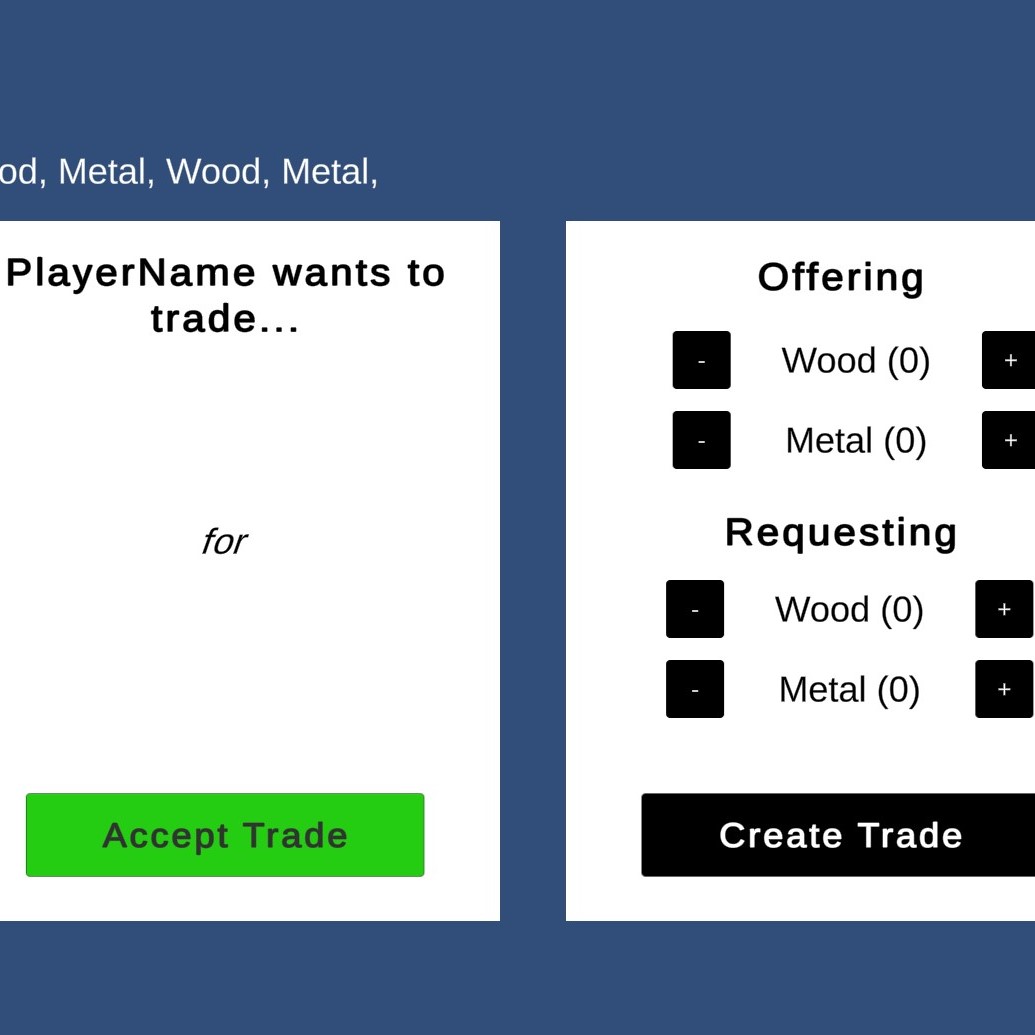 od, Metal, Wood, Metal,
PlayerName wants to
trade...
for
Accept Trade
Offering
- Wood (0) +
- Metal (0) +
Requesting
- Wood (0) +
- Metal (0) +
Create Trade